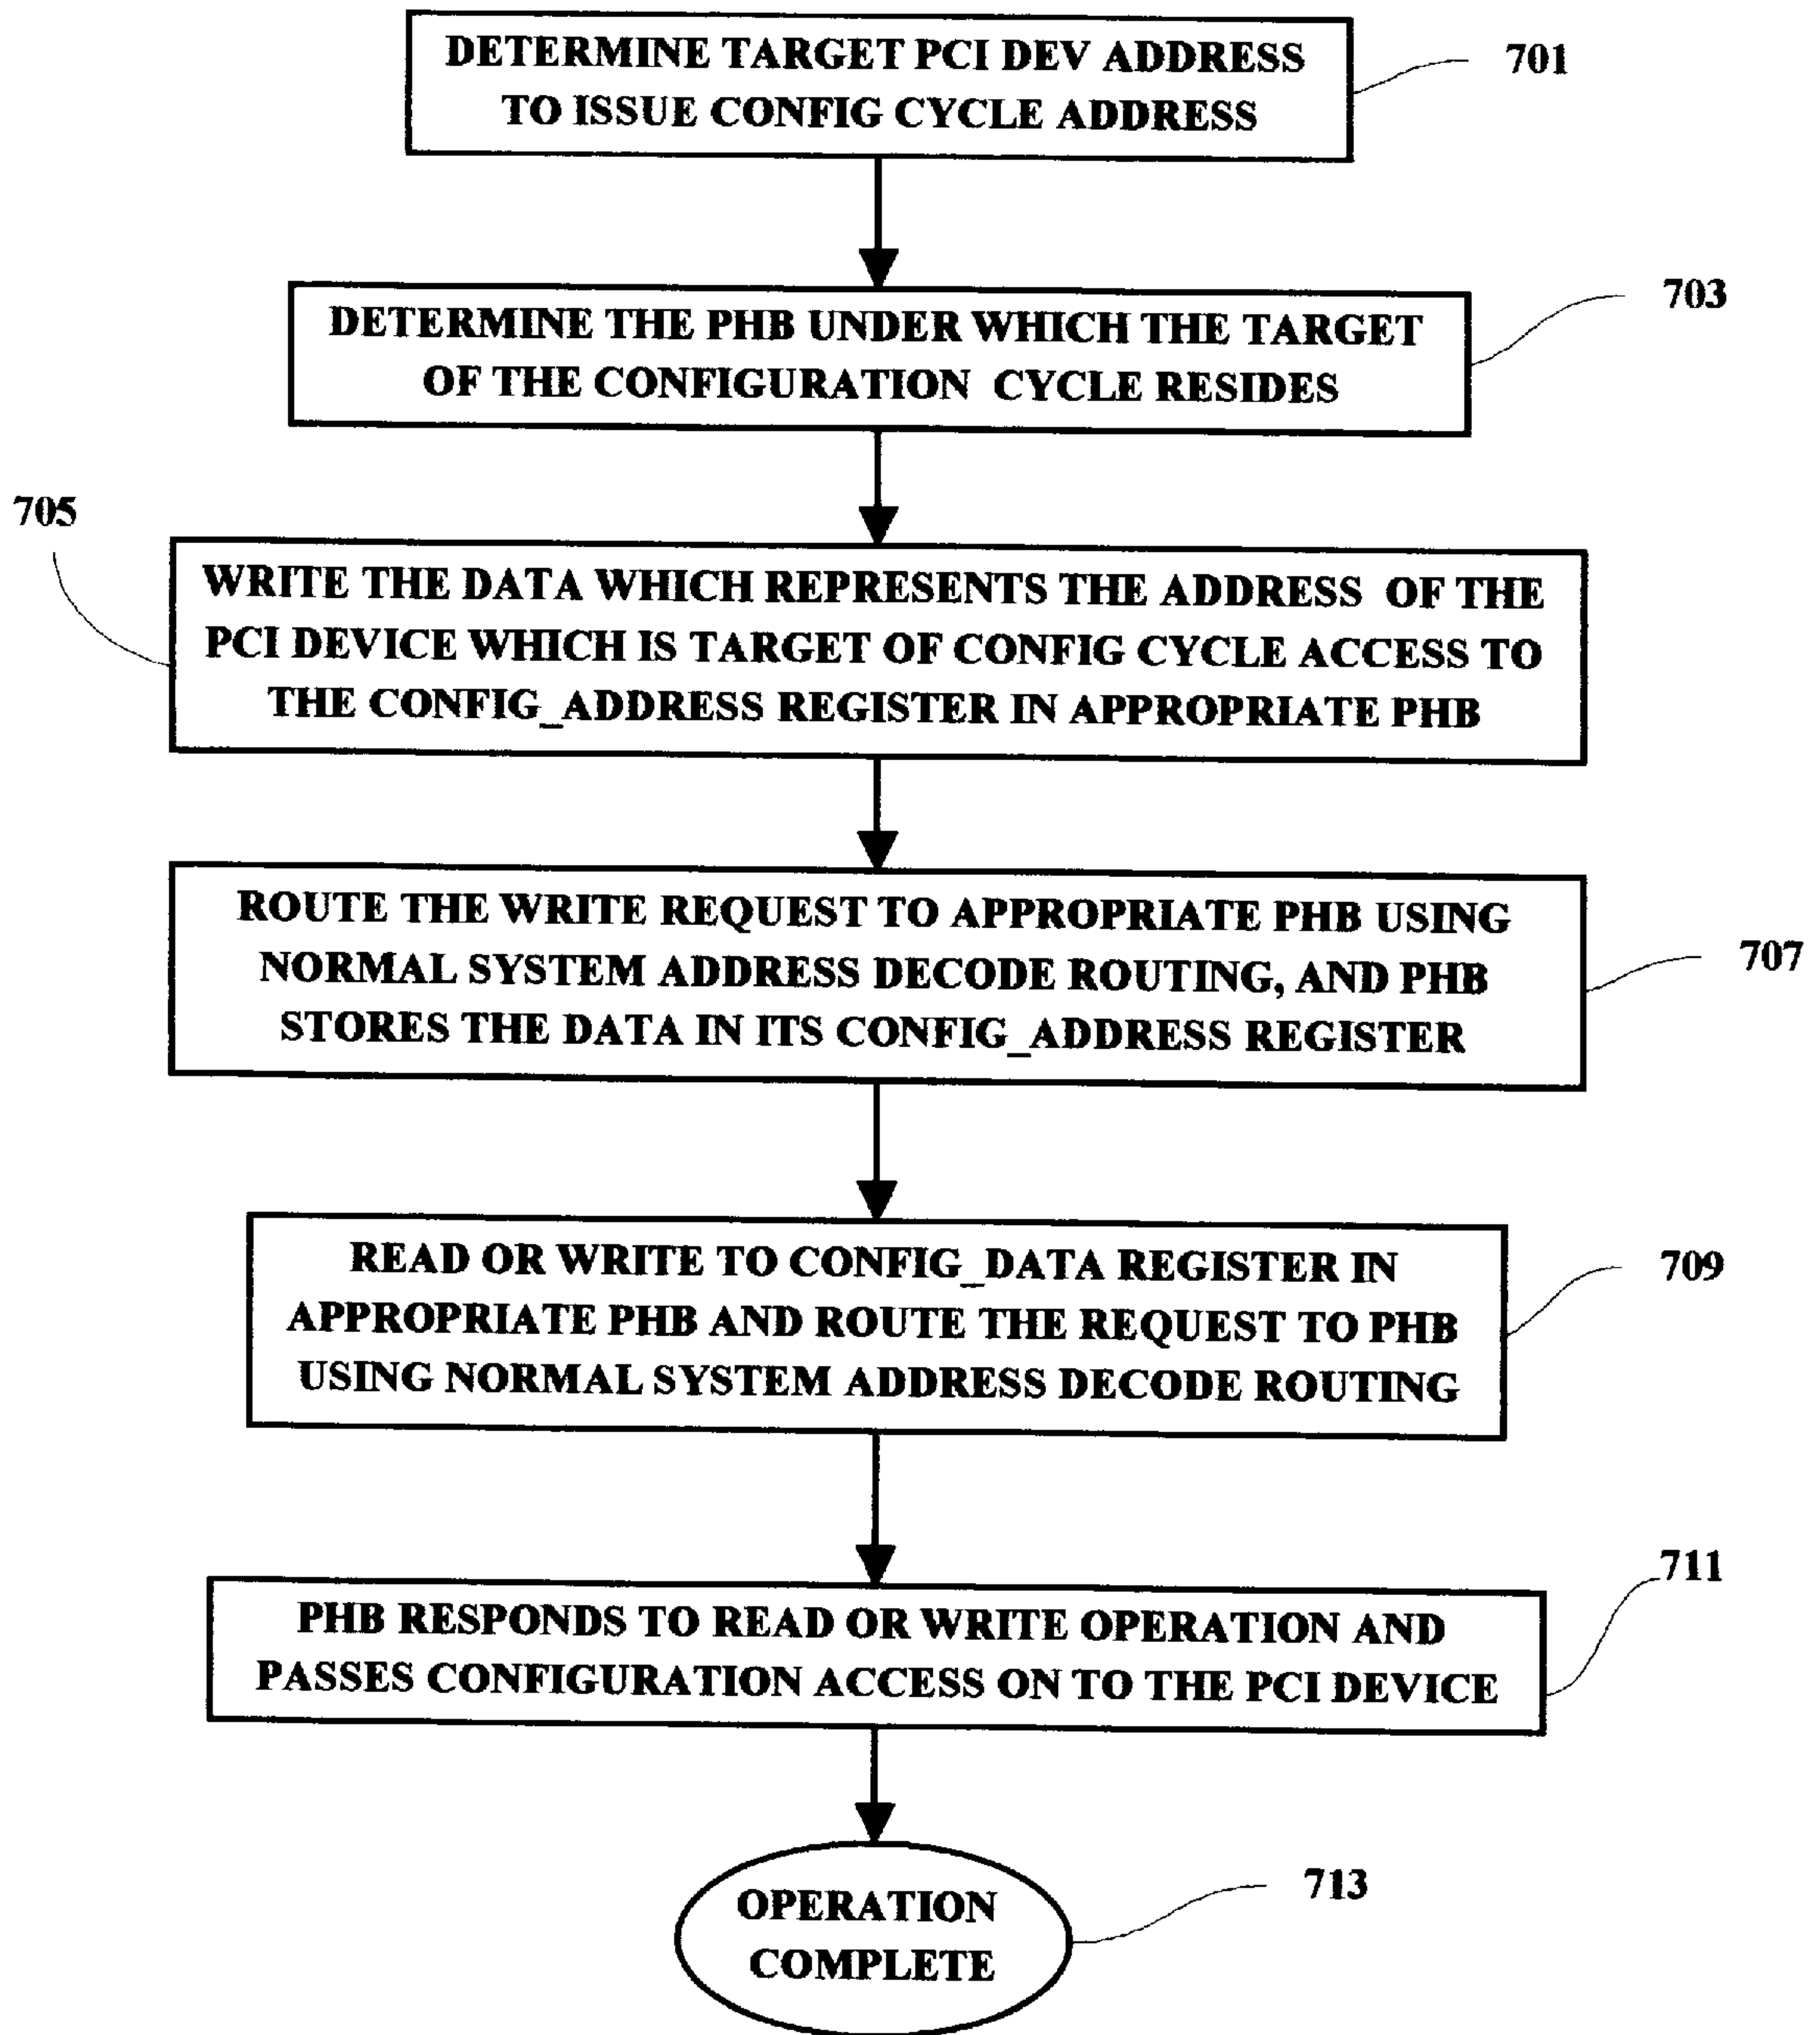 DETERMINE TARGET PCI DEV ADDRESS
TO ISSUE CONFIG CYCLE ADDRESS
701
DETERMINE THE PHB UNDER WHICH THE TARGET
OF THE CONFIGURATION CYCLE RESIDES
703
705
WRITE THE DATA WHICH REPRESENTS THE ADDRESS OF THE
PCI DEVICE WHICH IS TARGET OF CONFIG CYCLE ACCESS TO
THE CONFIG_ADDRESS REGISTER IN APPROPRIATE PHB
ROUTE THE WRITE REQUEST TO APPROPRIATE PHB USING
NORMAL SYSTEM ADDRESS DECODE ROUTING, AND PHB
STORES THE DATA IN ITS CONFIG_ADDRESS REGISTER
707
READ OR WRITE TO CONFIG_DATA REGISTER IN
APPROPRIATE PHB AND ROUTE THE REQUEST TO PHB
USING NORMAL SYSTEM ADDRESS DECODE ROUTING
709
PHB RESPONDS TO READ OR WRITE OPERATION AND
PASSES CONFIGURATION ACCESS ON TO THE PCI DEVICE
711
OPERATION
COMPLETE
713